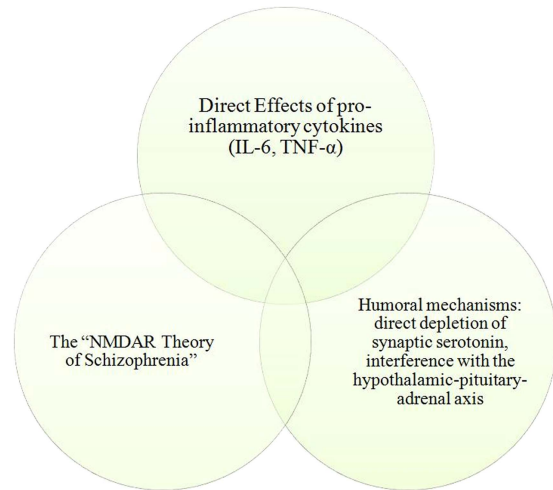 Direct Effects of pro-
inflammatory cytokines
(IL-6, TNF-α)
The “NMDAR Theory
of Schizophrenia”
Humoral mechanisms:
direct depletion of
synaptic serotonin,
interference with the
hypothalamic-pituitary-
adrenal axis